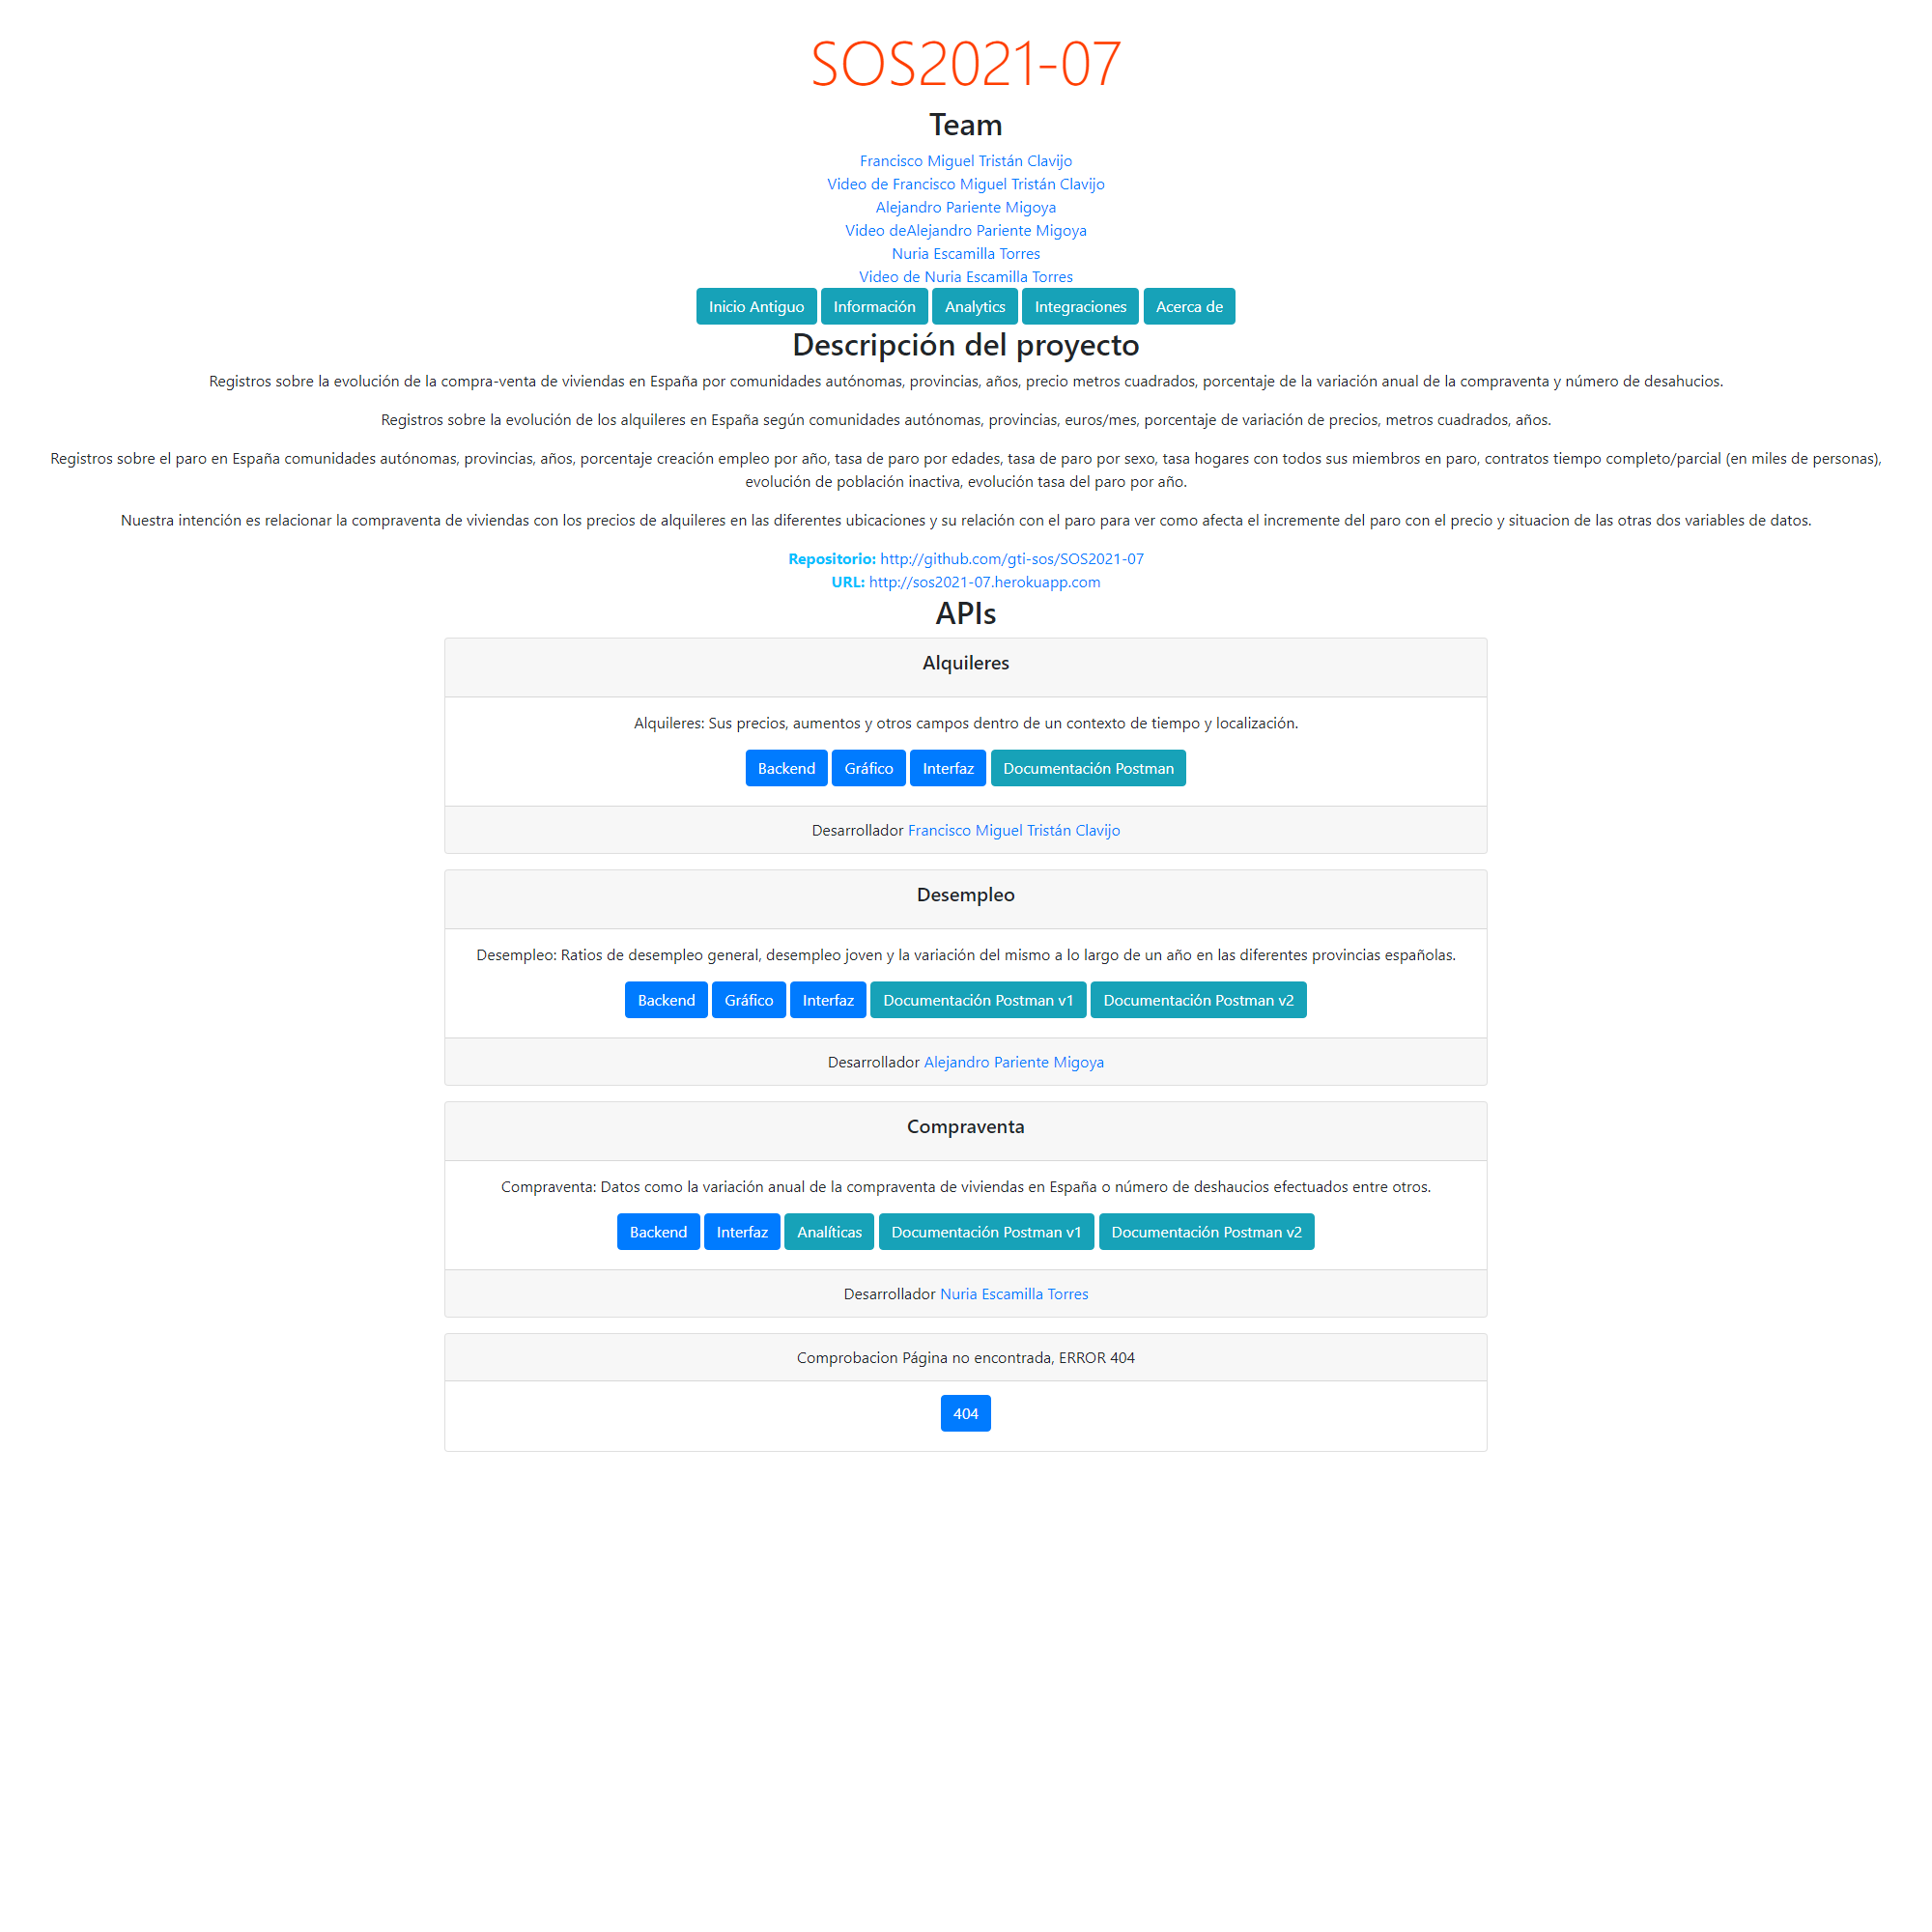 SOS2021-07
Team
Francisco Miguel Tristán Clavijo
Video de Francisco Miguel Tristán Clavijo
Alejandro Pariente Migoya
Video deAlejandro Pariente Migoya
Nuria Escamilla Torres
Video de Nuria Escamilla Torres
Inicio Antiguo Información Analytics Integraciones Acerca de
Descripción del proyecto
Registros sobre la evolución de la compra-venta de viviendas en España por comunidades autónomas, provincias, años, precio metros cuadrados, porcentaje de la variación anual de la compraventa y número de desahucios.
Registros sobre la evolución de los alquileres en España según comunidades autónomas, provincias, euros/mes, porcentaje de variación de precios, metros cuadrados, años.
Registros sobre el paro en España comunidades autónomas, provincias, años, porcentaje creación empleo por año, tasa de paro por edades, tasa de paro por sexo, tasa hogares con todos sus miembros en paro, contratos tiempo completo/parcial (en miles de personas),
evolución de población inactiva, evolución tasa del paro por año.
Nuestra intención es relacionar la compraventa de viviendas con los precios de alquileres en las diferentes ubicaciones y su relación con el paro para ver como afecta el incremente del paro con el precio y situacion de las otras dos variables de datos.
Repositorio: http://github.com/gti-sos/SOS2021-07
URL: http://sos2021-07.herokuapp.com
APIs
Alquileres
Alquileres: Sus precios, aumentos y otros campos dentro de un contexto de tiempo y localización.
Backend Gráfico Interfaz Documentación Postman
Desarrollador Francisco Miguel Tristán Clavijo
Desempleo
Desempleo: Ratios de desempleo general, desempleo joven y la variación del mismo a lo largo de un año en las diferentes provincias españolas.
Backend Gráfico Interfaz Documentación Postman v1 Documentación Postman v2
Desarrollador Alejandro Pariente Migoya
Compraventa
Compraventa: Datos como la variación anual de la compraventa de viviendas en España o número de deshaucios efectuados entre otros.
Backend Interfaz Analíticas Documentación Postman v1 Documentación Postman v2
Desarrollador Nuria Escamilla Torres
Comprobacion Página no encontrada, ERROR 404
404